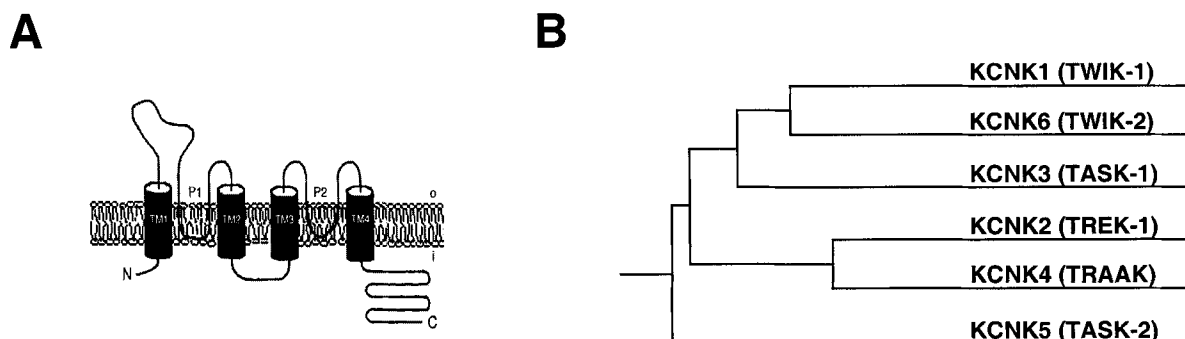 A
B
KCNK1 (TWIK-1)
KCNK6 (TWIK-2)
KCNK3 (TASK-1)
KCNK2 (TREK-1)
KCNK4 (TRAAK)
KCNK5 (TASK-2)
P1
P2
o
TM1
TM2
TM3
TM4
i
N
C